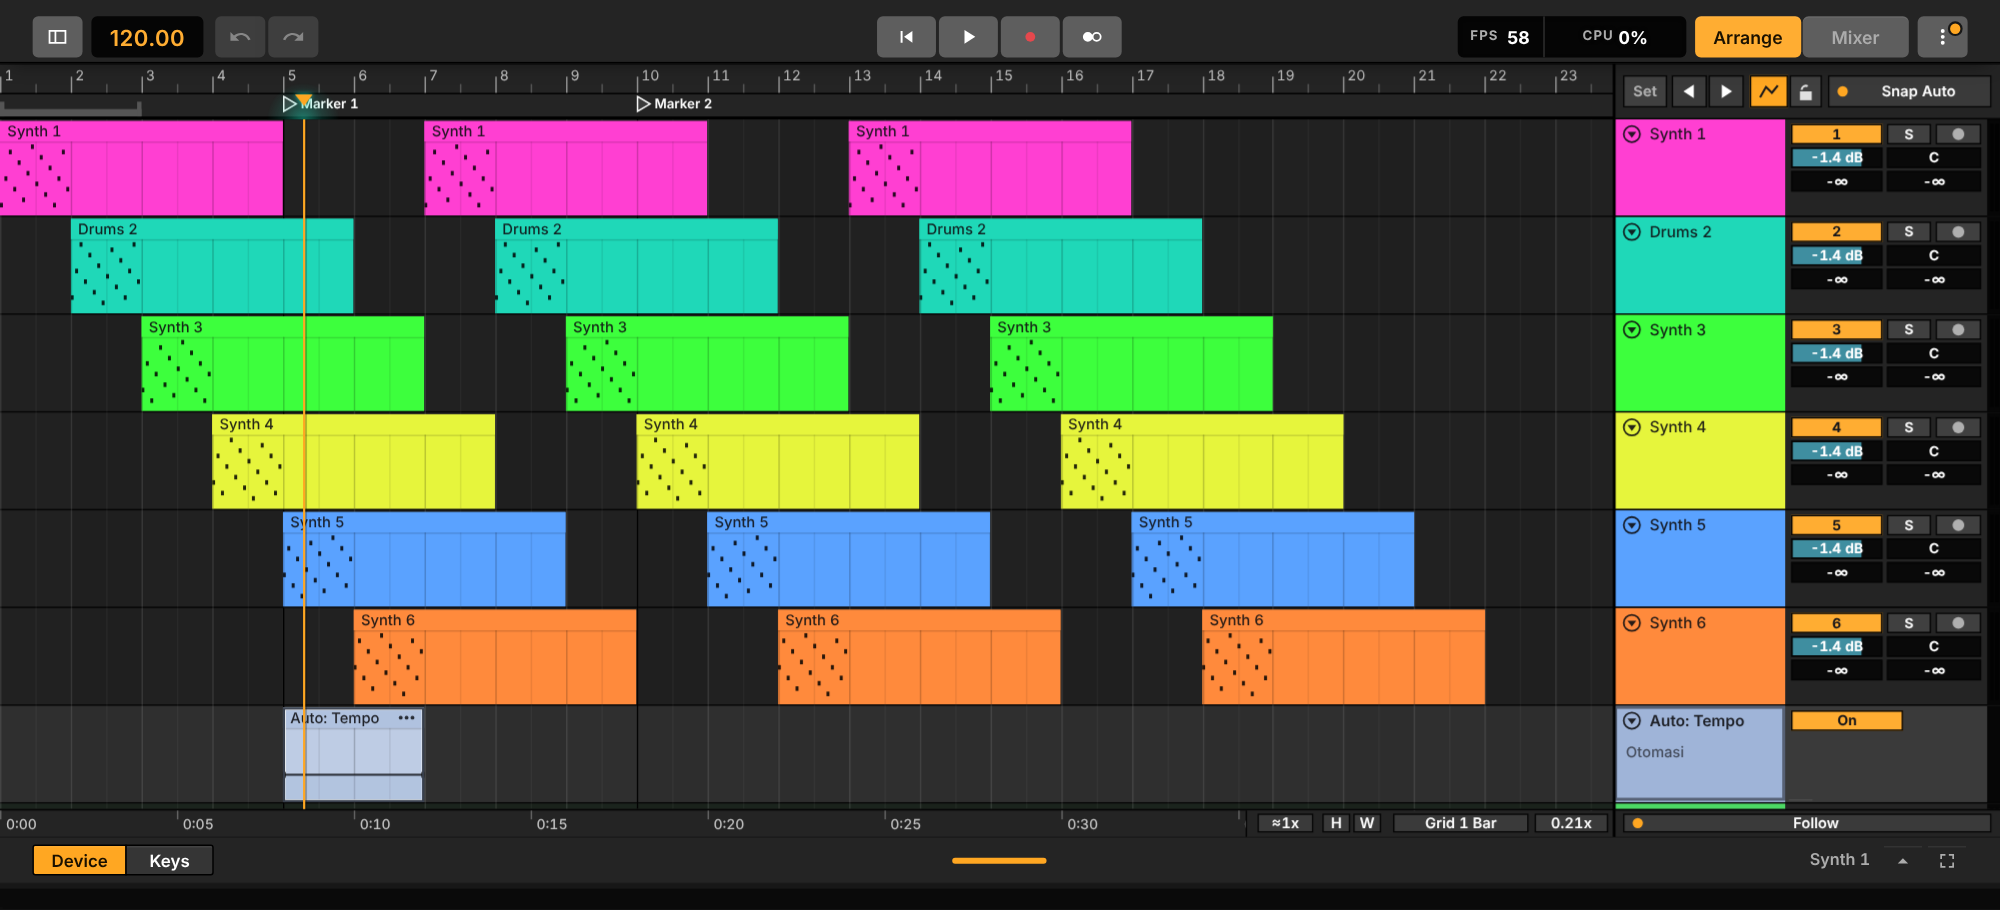 120.00
FPS 58 CPU 0% Arrange Mixer
1 2 3 4 5 6 7 8 9 10 11 12 13 14 15 16 17 18 19 20 21 22 23
Set Snap Auto
Marker 1 Marker 2
Synth 1 Synth 1 Synth 1 Synth 1 1 S
-1.4 dB C
-∞ -∞
Drums 2 Drums 2 Drums 2 Drums 2 2 S
-1.4 dB C
-∞ -∞
Synth 3 Synth 3 Synth 3 Synth 3 3 S
-1.4 dB C
-∞ -∞
Synth 4 Synth 4 Synth 4 Synth 4 4 S
-1.4 dB C
-∞ -∞
Synth 5 Synth 5 Synth 5 Synth 5 5 S
-1.4 dB C
-∞ -∞
Synth 6 Synth 6 Synth 6 Synth 6 6 S
-1.4 dB C
-∞ -∞
Auto: Tempo ••• Auto: Tempo On
Otomasi
0:00 0:05 0:10 0:15 0:20 0:25 0:30 ≈1x H W Grid 1 Bar 0.21x Follow
Device Keys Synth 1